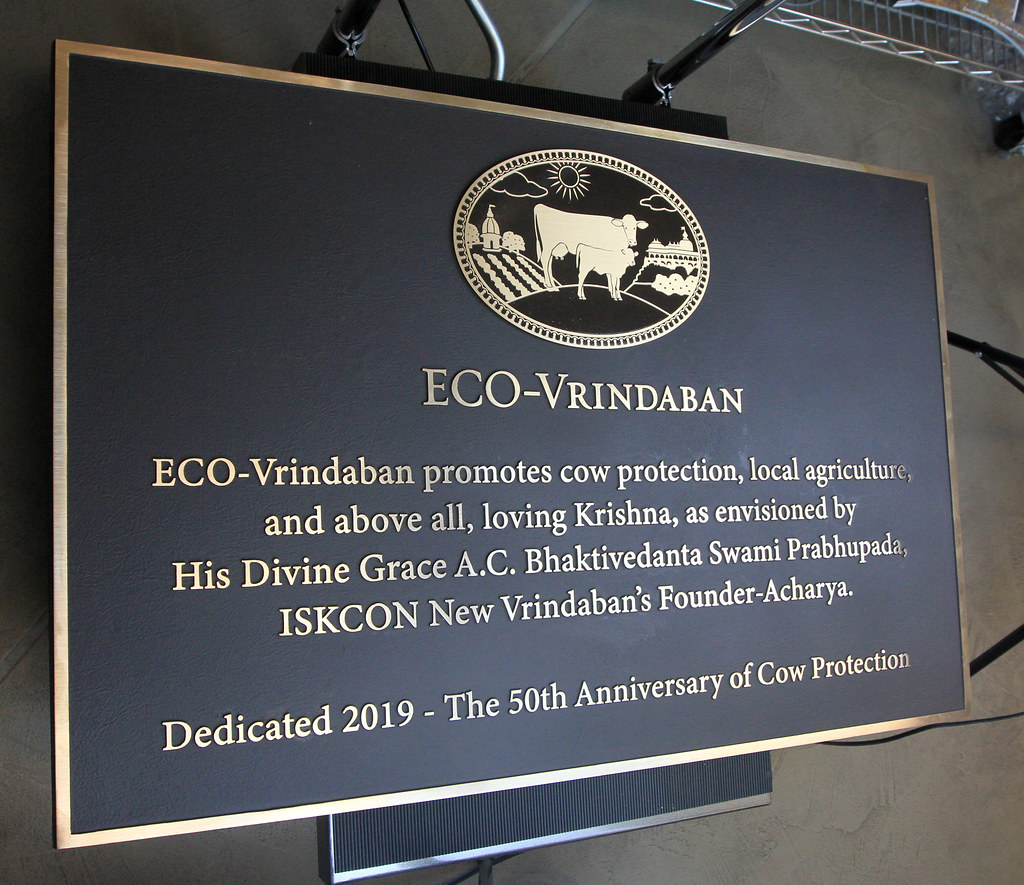 ECO-VRINDABAN
ECO-Vrindaban promotes cow protection, local agriculture,
and above all, loving Krishna, as envisioned by
His Divine Grace A.C. Bhaktivedanta Swami Prabhupada,
ISKCON New Vrindaban's Founder-Acharya.
Dedicated 2019 - The 50th Anniversary of Cow Protection